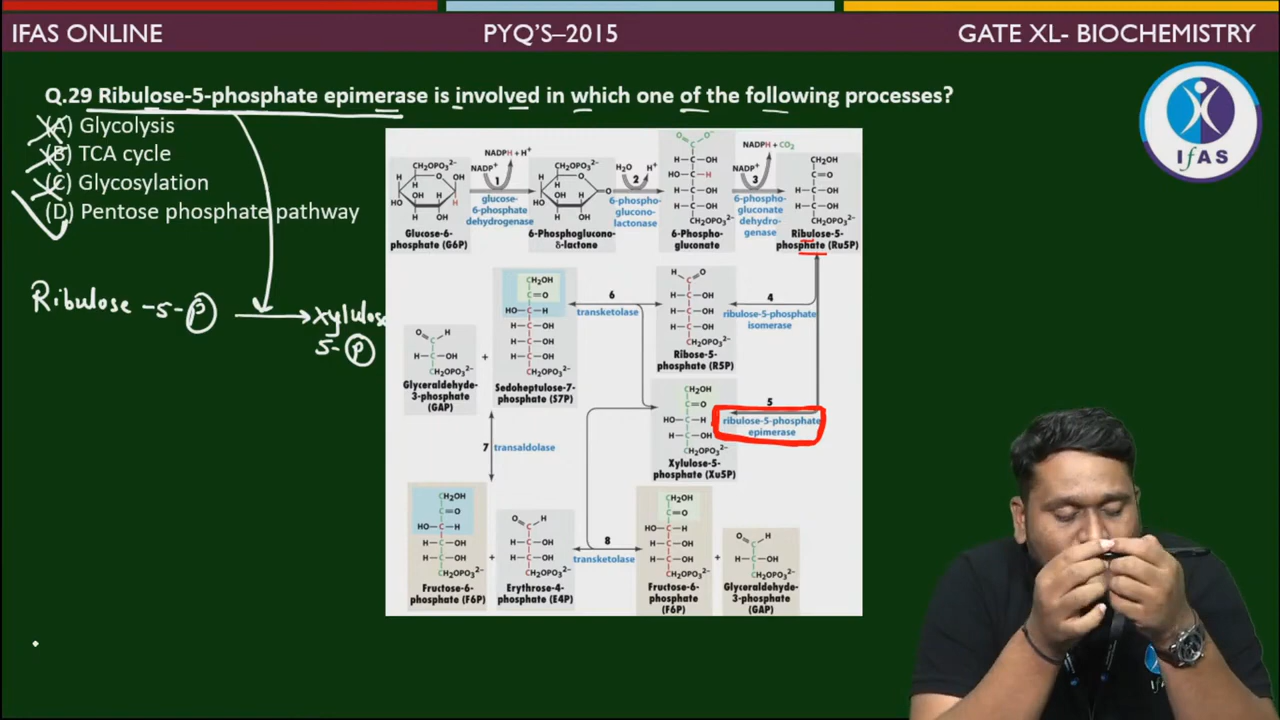 IFAS ONLINE
PYQ'S–2015
GATE XL- BIOCHEMISTRY
Q.29 Ribulose-5-phosphate epimerase is involved in which one of the following processes?
(A) Glycolysis
(B) TCA cycle
(C) Glycosylation
(D) Pentose phosphate pathway
IFAS
Ribulose -5- P
Xylulose
5- P
NADPH + H+
NADP+
1
glucose-
6-phosphate
dehydrogenase
H2O
H+
2
6-phospho-
glucono-
lactonase
NADPH + CO2
NADP+
3
6-phospho-
gluconate
dehydro-
genase
Glucose-6-
phosphate (G6P)
6-Phosphoglucono-
δ-lactone
6-Phospho-
gluconate
Ribulose-5-
phosphate (Ru5P)
6
transketolase
4
ribulose-5-phosphate
isomerase
Ribose-5-
phosphate (R5P)
Glyceraldehyde-
3-phosphate
(GAP)
+
Sedoheptulose-7-
phosphate (S7P)
5
ribulose-5-phosphate
epimerase
Xylulose-5-
phosphate (Xu5P)
7 transaldolase
8
transketolase
Fructose-6-
phosphate (F6P)
+
Erythrose-4-
phosphate (E4P)
Fructose-6-
phosphate
(F6P)
+
Glyceraldehyde-
3-phosphate
(GAP)